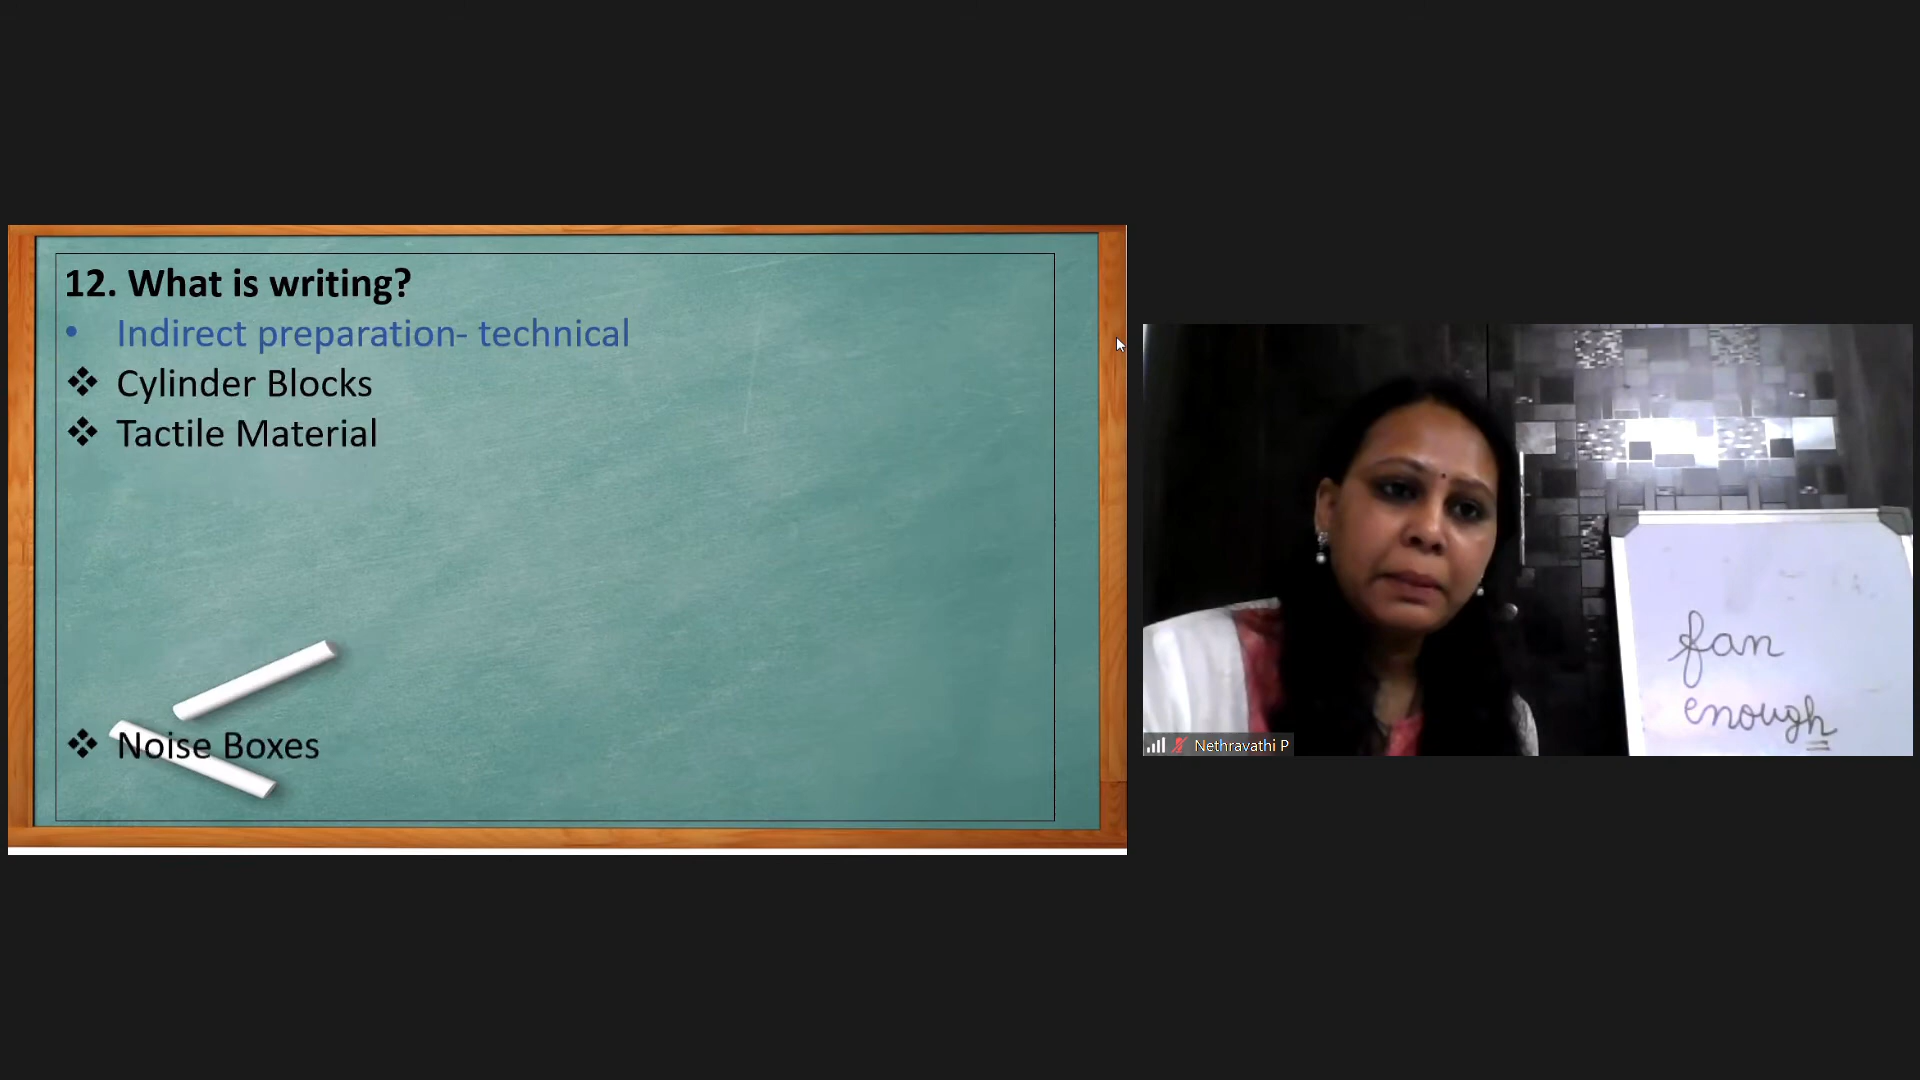 12. What is writing?
• Indirect preparation- technical
❖ Cylinder Blocks
❖ Tactile Material
❖ Noise Boxes
fan
enough
Nethravathi P